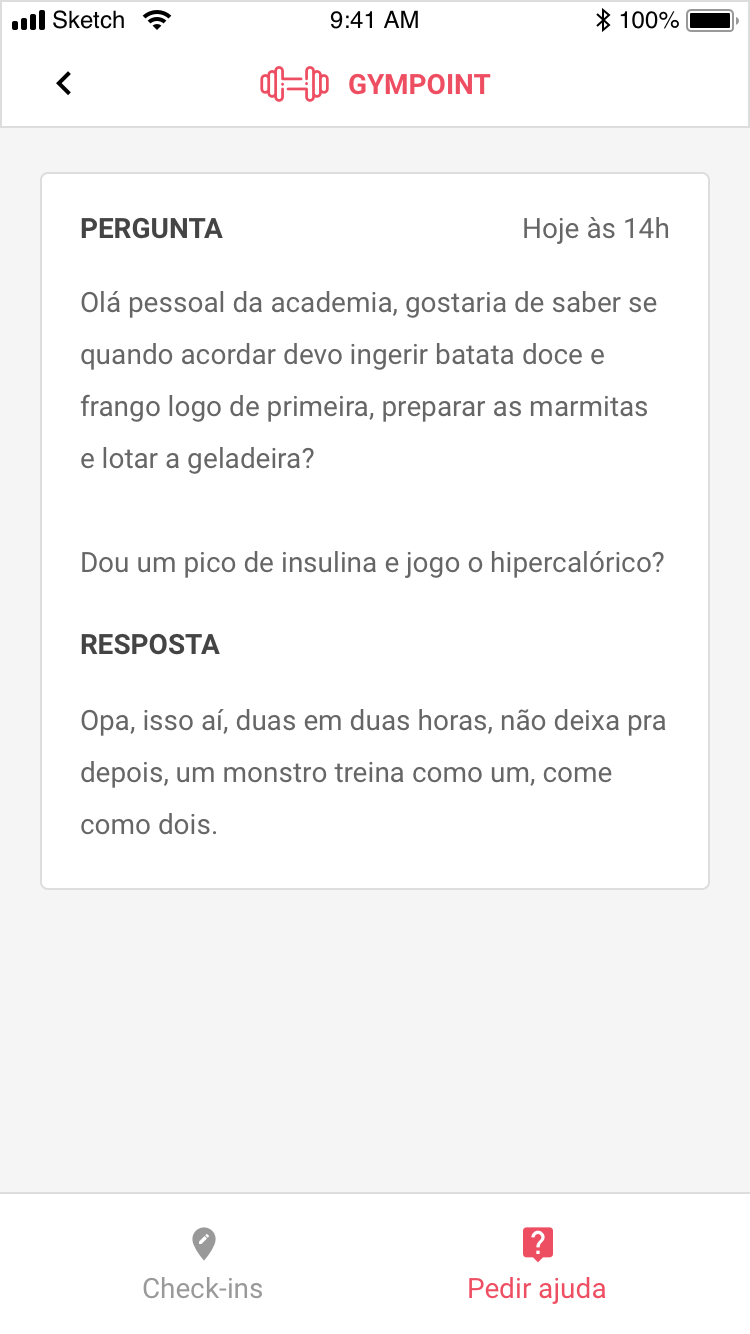 Sketch 9:41 AM 100%
GYMPOINT
PERGUNTA Hoje às 14h
Olá pessoal da academia, gostaria de saber se
quando acordar devo ingerir batata doce e
frango logo de primeira, preparar as marmitas
e lotar a geladeira?
Dou um pico de insulina e jogo o hipercalórico?
RESPOSTA
Opa, isso aí, duas em duas horas, não deixa pra
depois, um monstro treina como um, come
como dois.
Check-ins Pedir ajuda